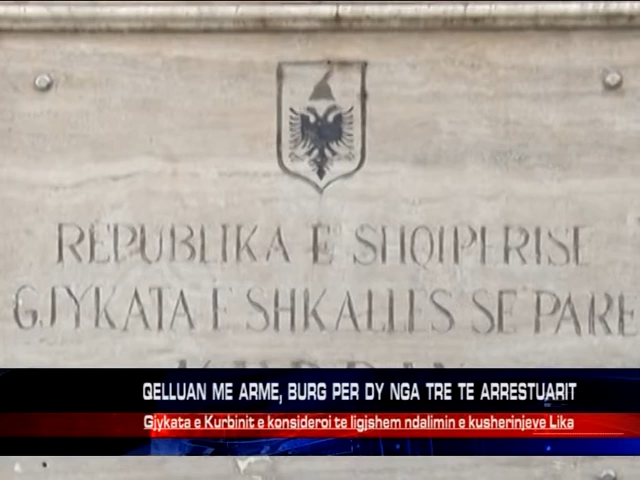 REPUBLIKA E SHQIPERISE
GJYKATA E SHKALLES SE PARE
QELLUAN ME ARME, BURG PER DY NGA TRE TE ARRESTUARIT
Gjykata e Kurbinit e konsideroi te ligjshem ndalimin e kusherinjeve Lika